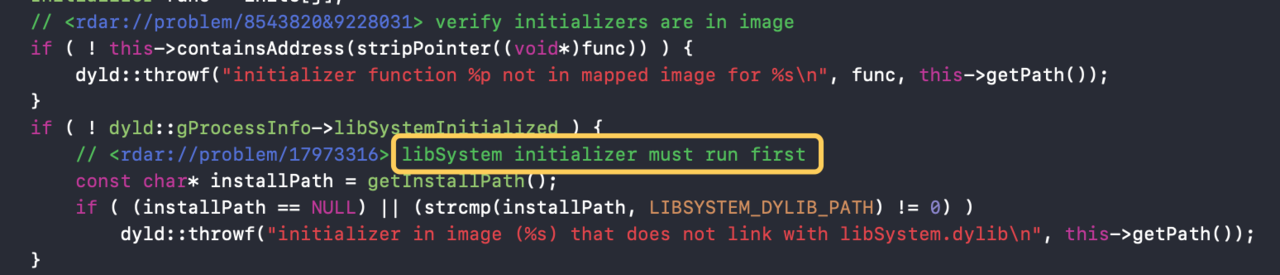 // <rdar://problem/8543820&9228031> verify initializers are in image
if ( ! this->containsAddress(stripPointer((void*)func)) ) {
dyld::throwf("initializer function %p not in mapped image for %s\n", func, this->getPath());
}
if ( ! dyld::gProcessInfo->libSystemInitialized ) {
// <rdar://problem/17973316> libSystem initializer must run first
const char* installPath = getInstallPath();
if ( (installPath == NULL) || (strcmp(installPath, LIBSYSTEM_DYLIB_PATH) != 0) )
dyld::throwf("initializer in image (%s) that does not link with libSystem.dylib\n", this->getPath());
}